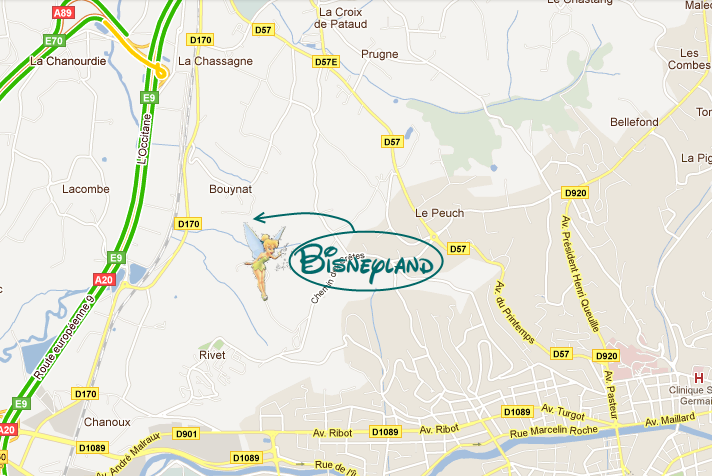 Le Chastang
A89
La Croix
de Pataud
Malec
D57
E70
D170
Prugne
Les
Combes
La Chanourdie
La Chassagne
D57E
E9
Tor
Bellefond
L'Occitane
D57
La Pig
Lacombe
Bouynat
D920
Le Peuch
D170
Av. Président Henri Queuille
D57
E9
BISNEYLAND
A20
Chemin des Crêtes
Route européenne 9
Av. du Printemps
Rivet
D57
D920
H
Clinique S
Germai
D170
Av. Pasteur
E9
Chanoux
D1089
Av. Turgot
Av. Maillard
A20
D901
Av. Ribot
D1089
Av. Ribot
Rue Marcelin Roche
D1089
Av. André Malraux
D1089
Rue de l'Î